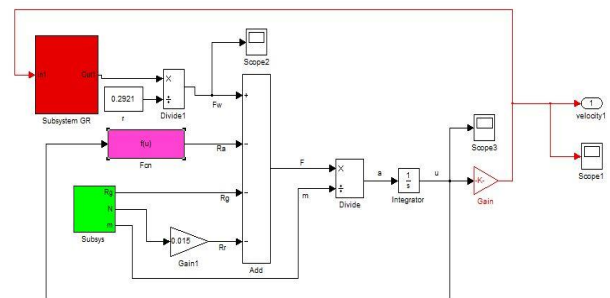 In1
Out1
Subsystem GR
0.2921
r
×
÷
Divide1
Fw
Scope2
f(u)
Fcn
Ra
Rg
N
m
Subsys
0.015
Gain1
Rg
Rr
+
−
−
−
Add
F
m
×
÷
Divide
a
1
s
Integrator
u
Scope3
-K-
Gain
1
velocity1
Scope1